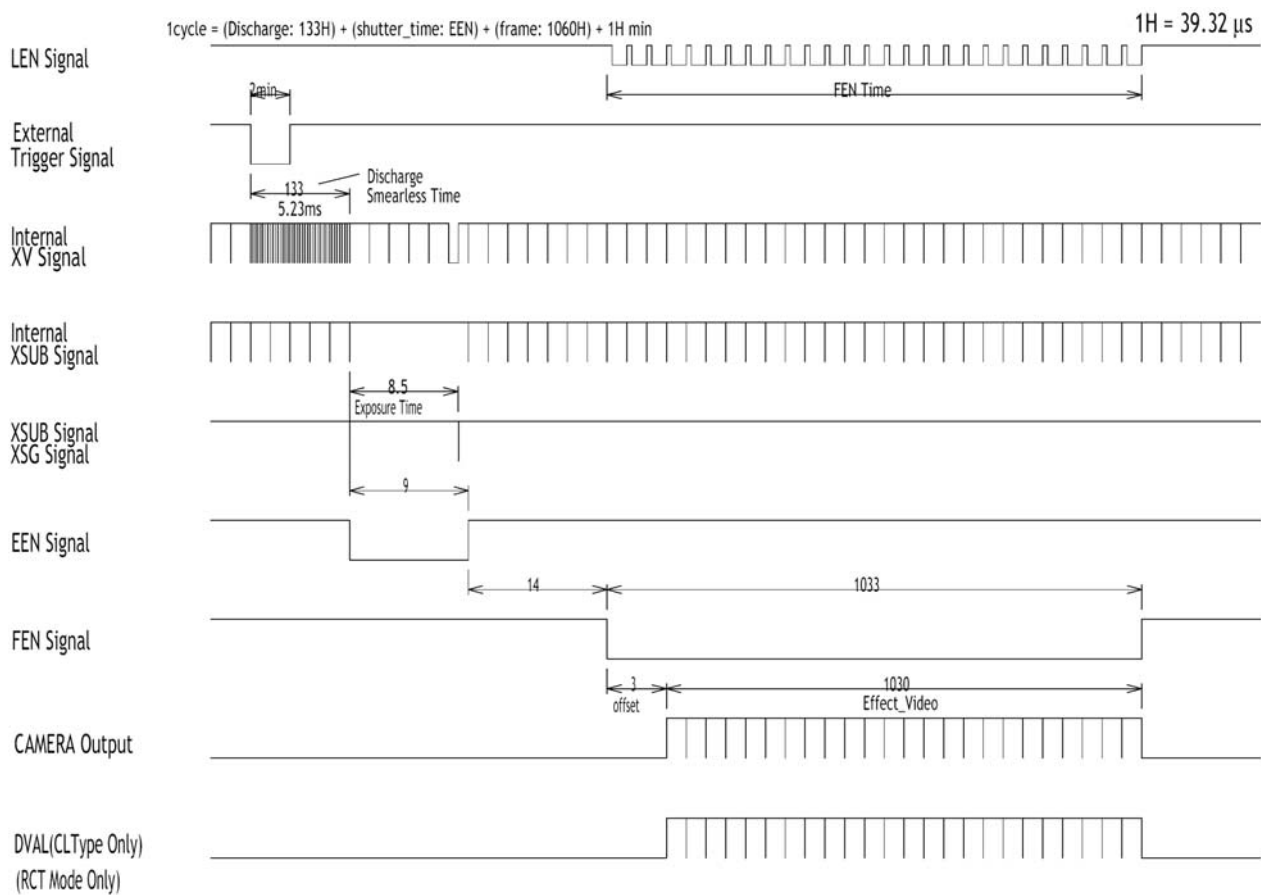 1cycle = (Discharge: 133H) + (shutter_time: EEN) + (frame: 1060H) + 1H min
1H = 39.32 μs
LEN Signal
2min
FEN Time
External
Trigger Signal
Discharge
Smearless Time
133
5.23ms
Internal
XV Signal
Internal
XSUB Signal
8.5
Exposure Time
XSUB Signal
XSG Signal
9
EEN Signal
14
1033
FEN Signal
3
offset
1030
Effect_Video
CAMERA Output
DVAL(CLType Only)
(RCT Mode Only)